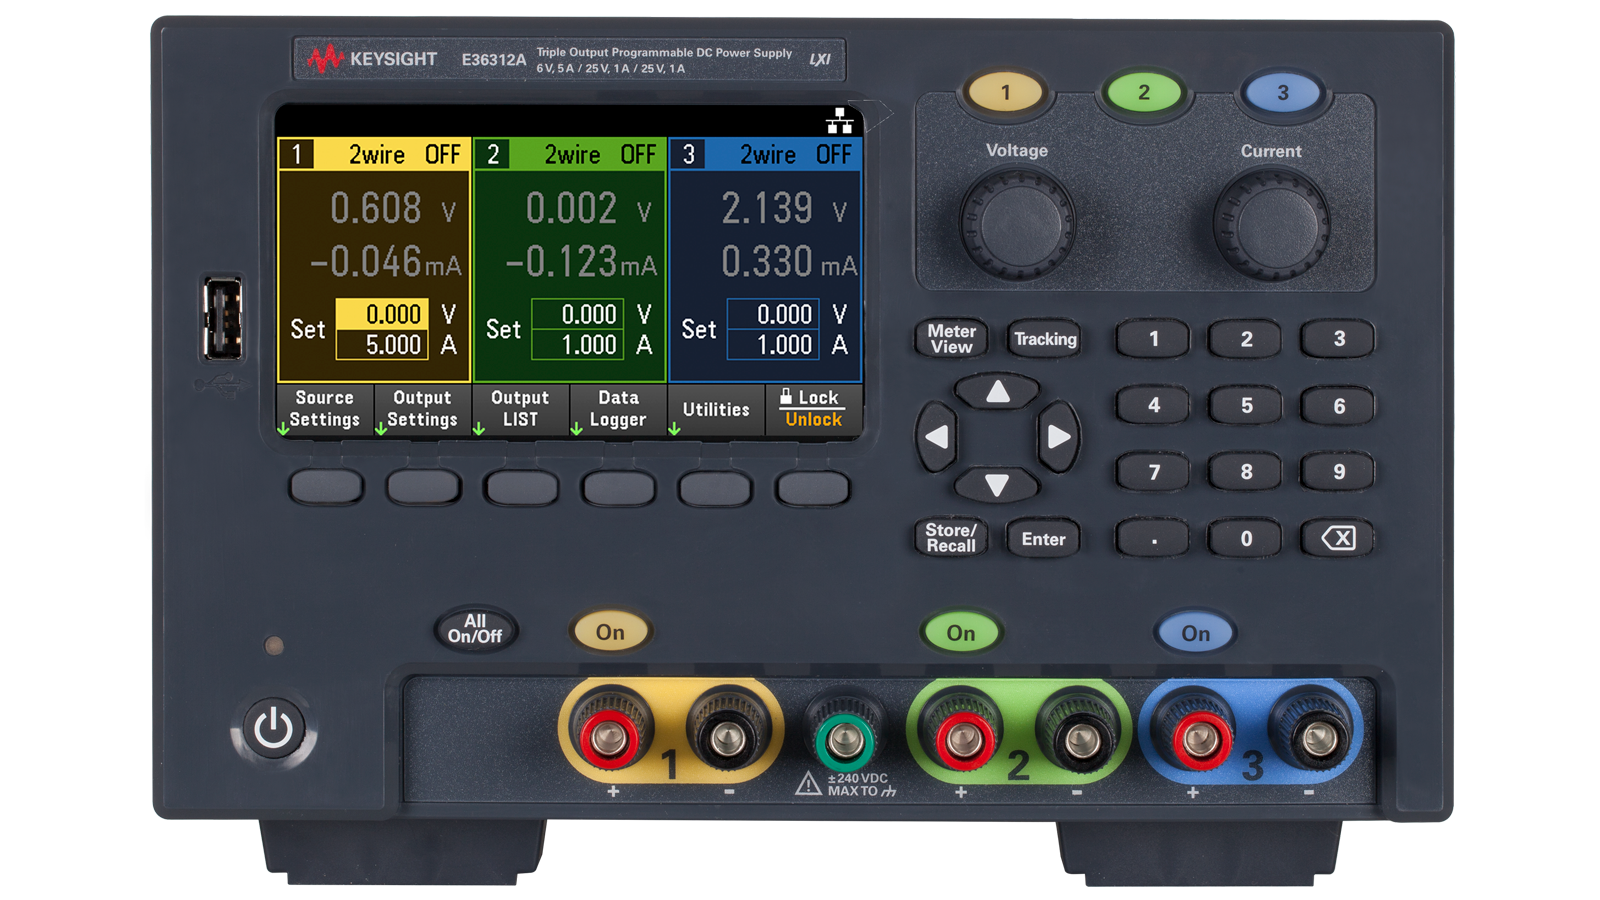 KEYSIGHT E36312A Triple Output Programmable DC Power Supply
6V, 5A / 25V, 1A / 25V, 1A
LXI
1 2 3
Voltage Current
1 2wire OFF 2 2wire OFF 3 2wire OFF
0.608 V 0.002 V 2.139 V
-0.046 mA -0.123 mA 0.330 mA
0.000 V 0.000 V 0.000 V
Set Set Set
5.000 A 1.000 A 1.000 A
Source Output Output Data Lock
Settings Settings LIST Logger Utilities Unlock
Meter
View
Tracking
1 2 3
4 5 6
7 8 9
Store/
Recall
Enter
. 0 X
All
On/Off
On On On
1 2 3
+ - + - + -
±240 VDC
MAX TO